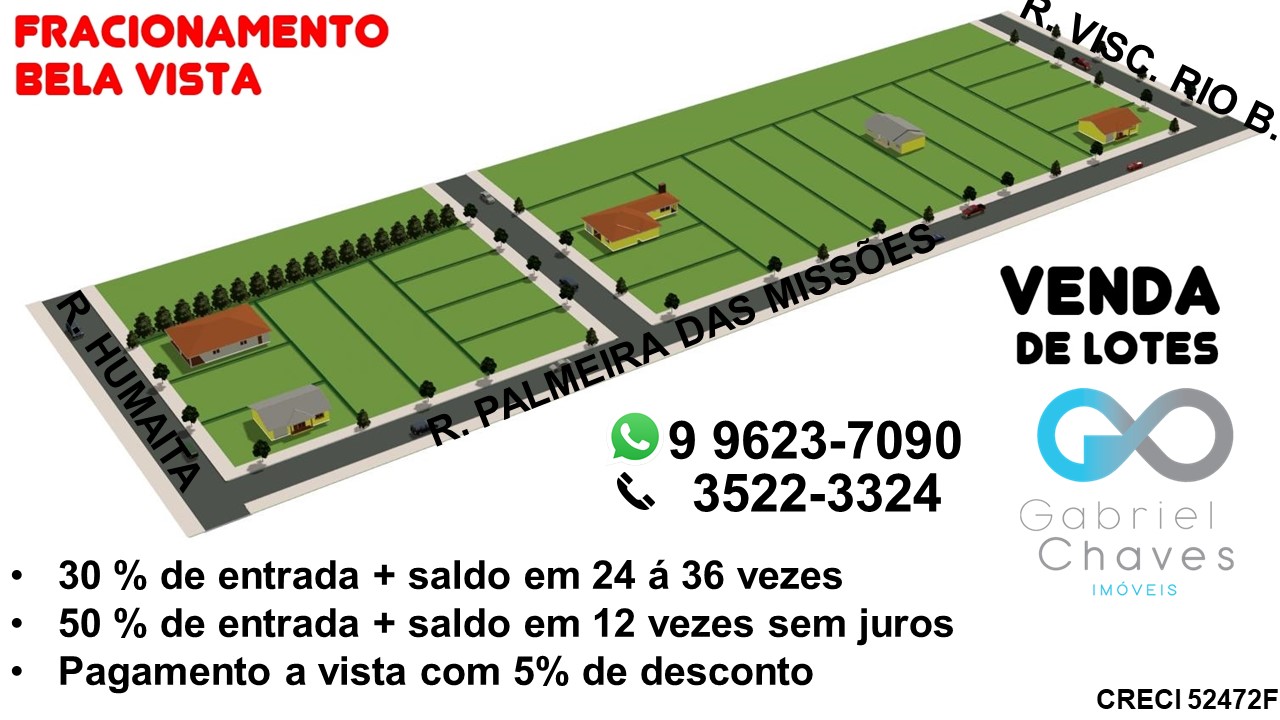 FRACIONAMENTO
BELA VISTA
R. VISC. RIO B.
R. HUMAITA
R. PALMEIRA DAS MISSÕES
VENDA
DE LOTES
9 9623-7090
3522-3324
Gabriel
Chaves
IMÓVEIS
• 30 % de entrada + saldo em 24 á 36 vezes
• 50 % de entrada + saldo em 12 vezes sem juros
• Pagamento a vista com 5% de desconto
CRECI 52472F